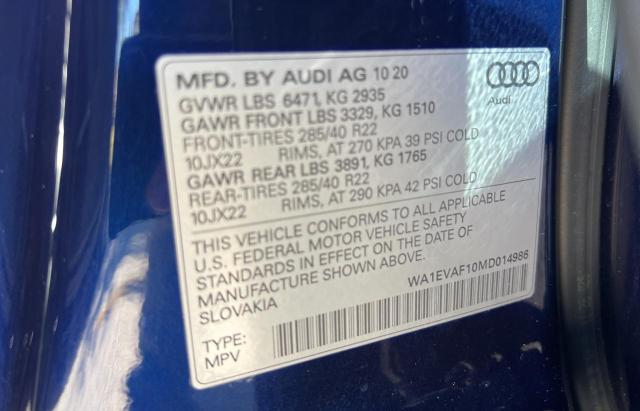 MFD. BY AUDI AG 10 20
Audi
GVWR LBS 6471, KG 2935
GAWR FRONT LBS 3329, KG 1510
FRONT-TIRES 285/40 R22
10JX22 RIMS, AT 270 KPA 39 PSI COLD
GAWR REAR LBS 3891, KG 1765
REAR-TIRES 285/40 R22
10JX22 RIMS, AT 290 KPA 42 PSI COLD
THIS VEHICLE CONFORMS TO ALL APPLICABLE
U.S. FEDERAL MOTOR VEHICLE SAFETY
STANDARDS IN EFFECT ON THE DATE OF
MANUFACTURE SHOWN ABOVE.
SLOVAKIA
WA1EVAF10MD014986
TYPE:
MPV